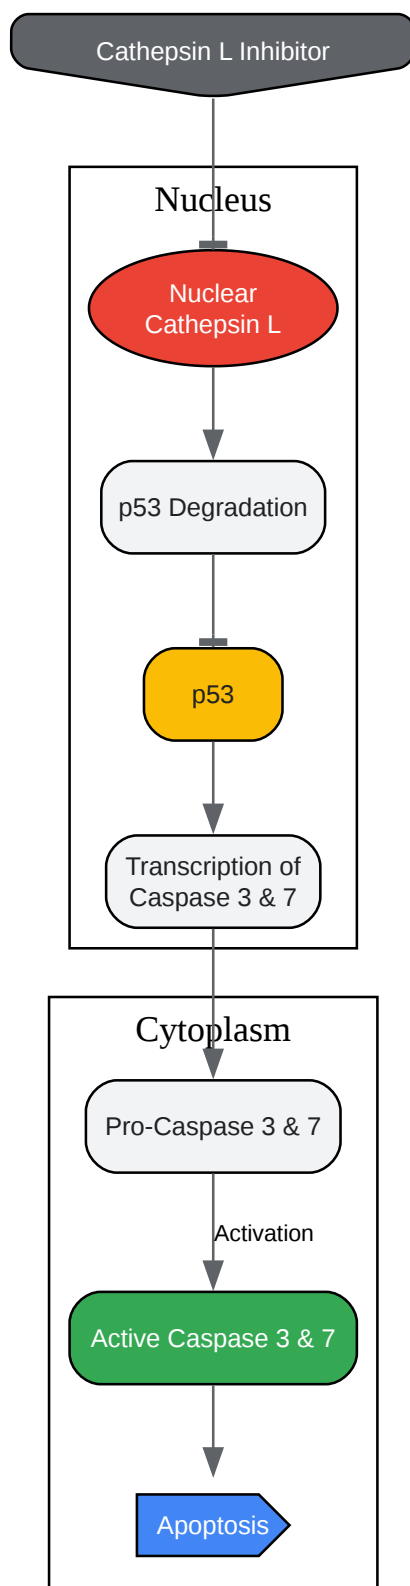 Cathepsin L Inhibitor
Nucleus
Nuclear
Cathepsin L
p53 Degradation
p53
Transcription of
Caspase 3 & 7
Cytoplasm
Pro-Caspase 3 & 7
Activation
Active Caspase 3 & 7
Apoptosis